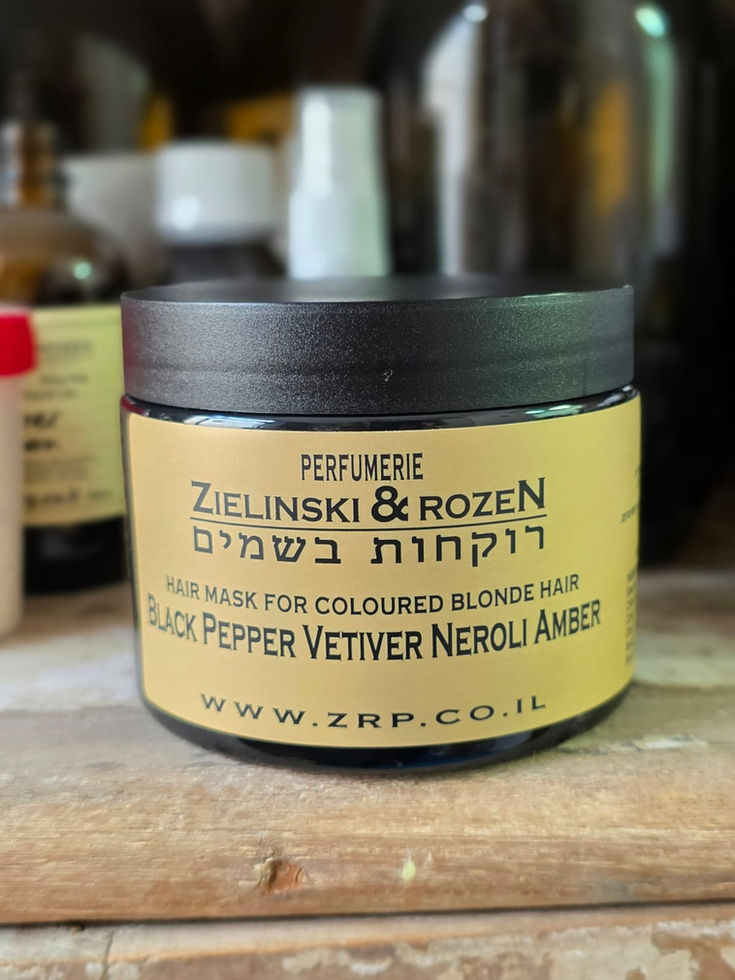 PERFUMERIE
ZIELINSKI & ROZEN
רוקחות בשמים
HAIR MASK FOR COLOURED BLONDE HAIR
BLACK PEPPER VETIVER NEROLI AMBER
WWW.ZRP.CO.IL